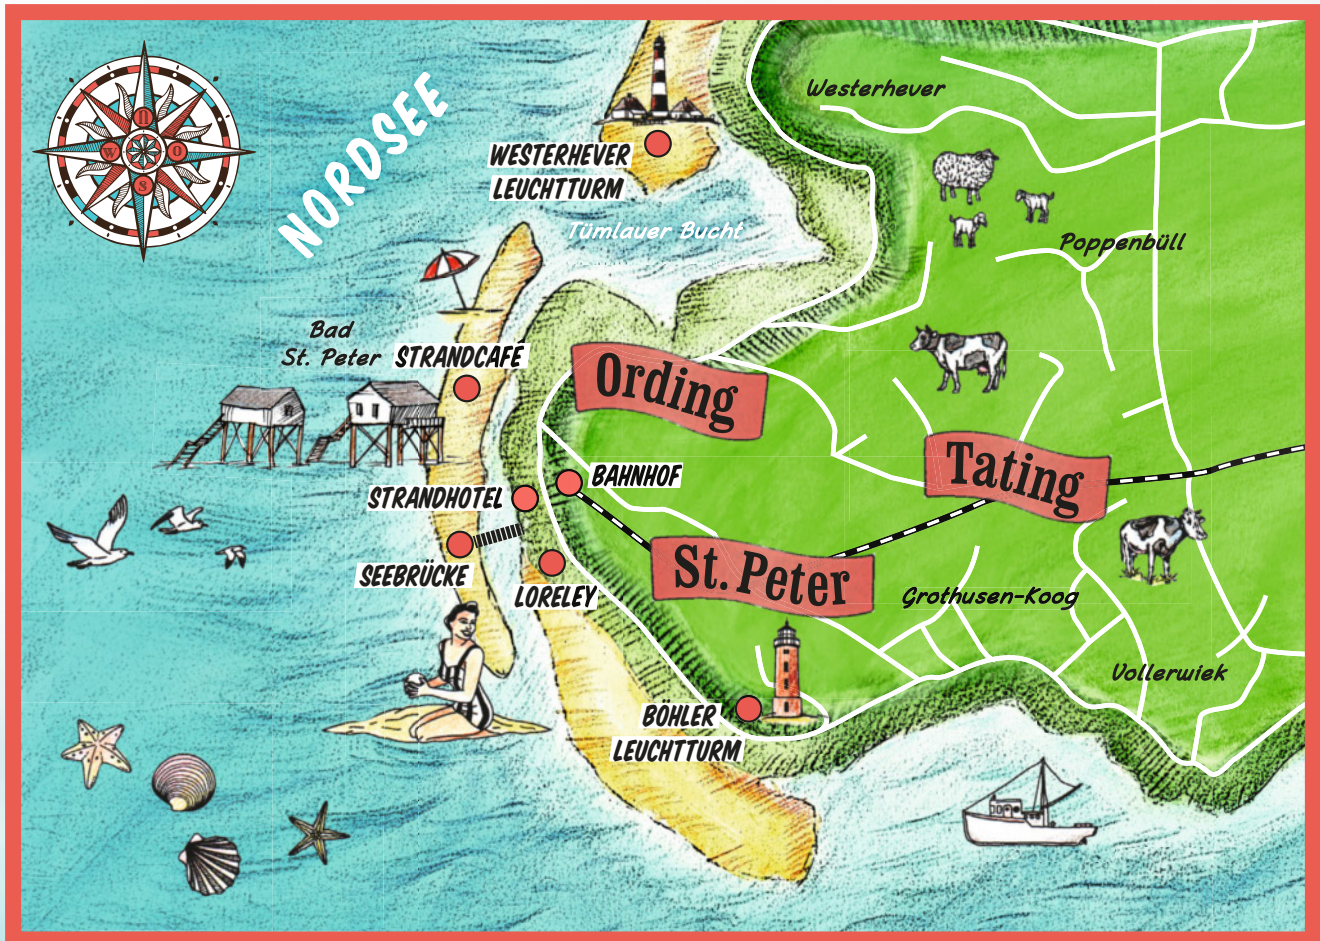 n
W
O
S
NORDSEE
Westerhever
WESTERHEVER
LEUCHTTURM
Tümlauer Bucht
Poppenbüll
Bad
St. Peter
STRANDCAFE
Ording
Tating
BAHNHOF
STRANDHOTEL
SEEBRÜCKE
LORELEY
St. Peter
Grothusen-Koog
Vollerwiek
BÖHLER
LEUCHTTURM